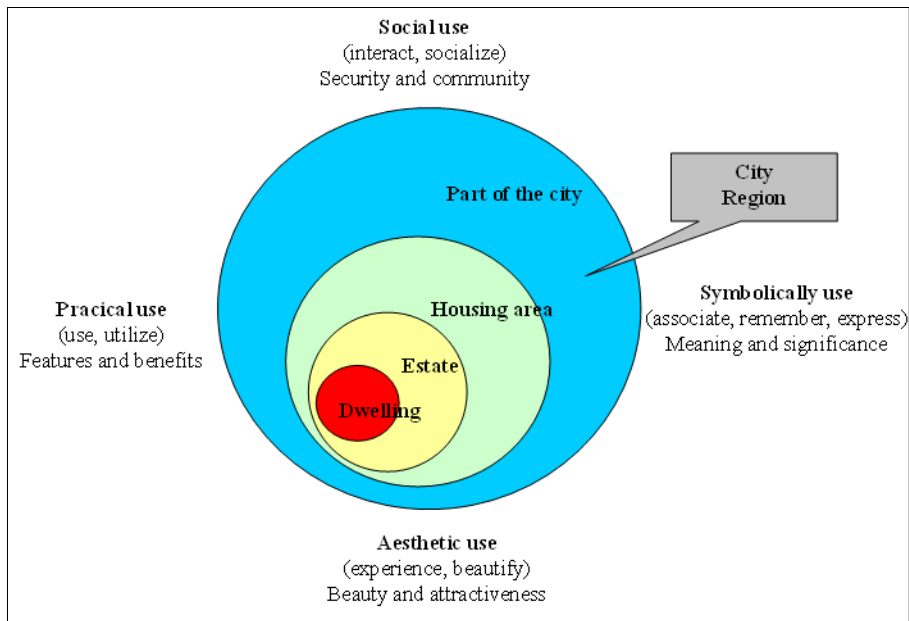 Social use
(interact, socialize)
Security and community
City
Region
Part of the city
Symbolically use
(associate, remember, express)
Meaning and significance
Pracical use
(use, utilize)
Features and benefits
Housing area
Estate
Dwelling
Aesthetic use
(experience, beautify)
Beauty and attractiveness